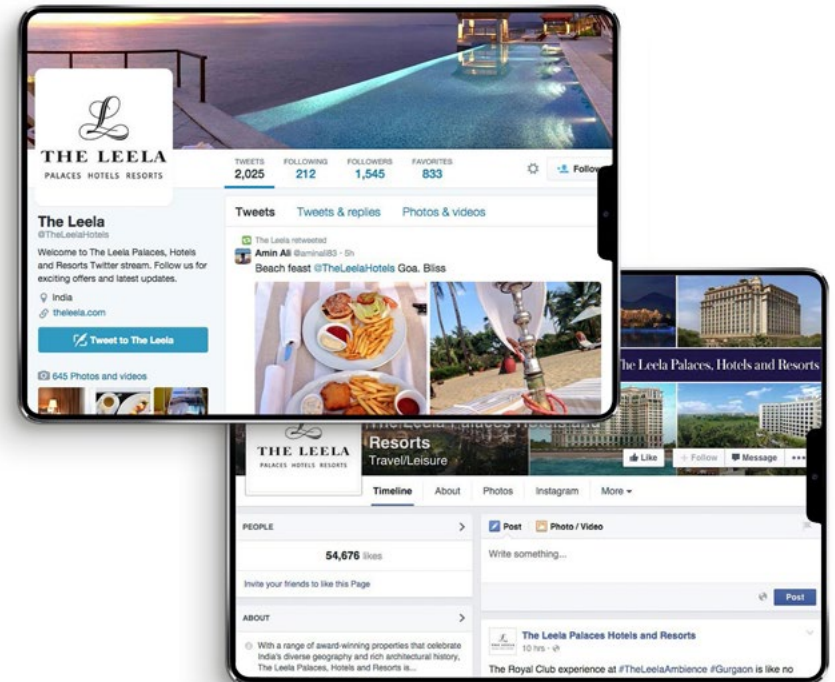 THE LEELA
PALACES HOTELS RESORTS
TWEETS FOLLOWING FOLLOWERS FAVORITES
2,025 212 1,545 833
Follow
The Leela
@TheLeelaHotels
Welcome to The Leela Palaces, Hotels
and Resorts Twitter stream. Follow us for
exciting offers and latest updates.
India
theleela.com
Tweet to The Leela
645 Photos and videos
Tweets Tweets & replies Photos & videos
The Leela retweeted
Amin Ali @aminali83 · 5h
Beach feast @TheLeelaHotels Goa. Bliss
The Leela Palaces, Hotels and Resorts
THE LEELA
PALACES HOTELS RESORTS
The Leela Palaces Hotels and
Resorts
Travel/Leisure
Like + Follow Message •••
Timeline About Photos Instagram More
PEOPLE
54,676 likes
Invite your friends to like this Page
ABOUT
With a range of award-winning properties that celebrate
India's diverse geography and rich architectural history,
The Leela Palaces, Hotels and Resorts is...
Post Photo / Video
Write something...
Post
The Leela Palaces Hotels and Resorts
10 hrs ·
The Royal Club experience at #TheLeelaAmbience #Gurgaon is like no